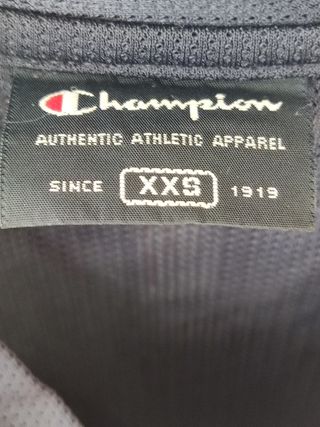 Champion
AUTHENTIC ATHLETIC APPAREL
SINCE XXS 1919